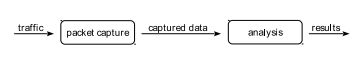 traffic
packet capture
captured data
analysis
results